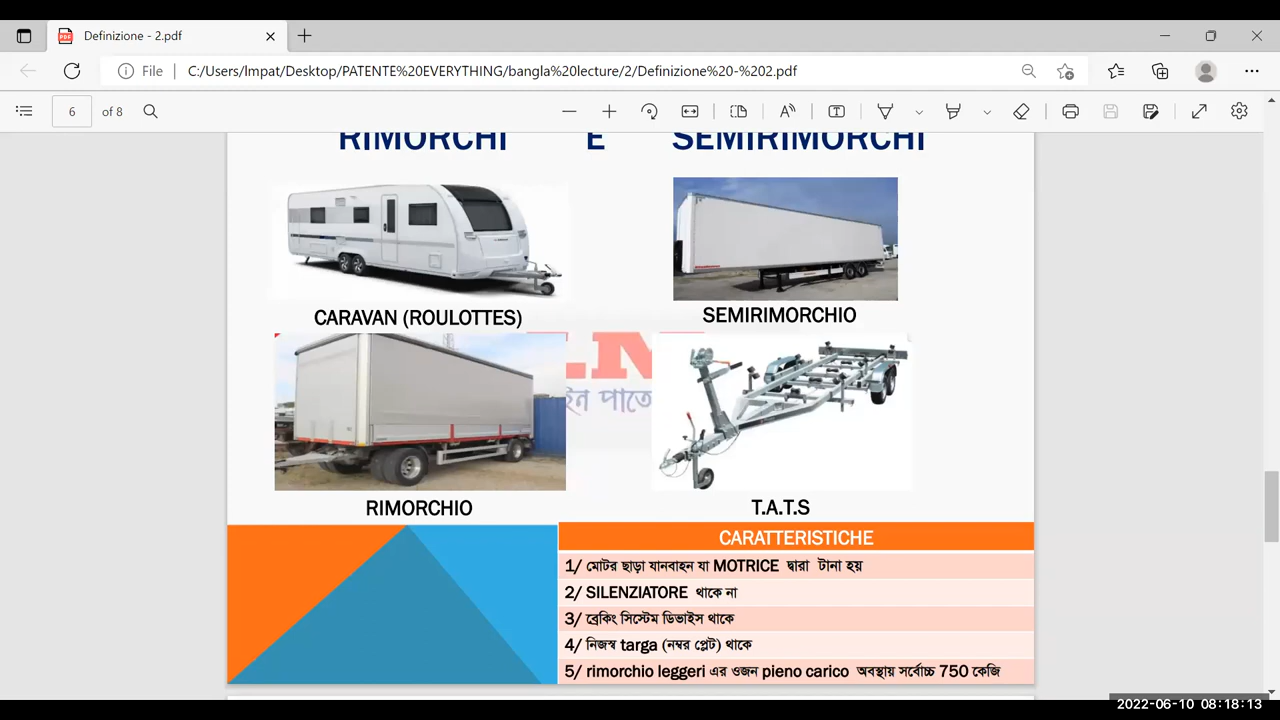 Definizione - 2.pdf
File
C:/Users/lmpat/Desktop/PATENTE%20EVERYTHING/bangla%20lecture/2/Definizione%20-%202.pdf
6 of 8
RIMORCHI E SEMIRIMORCHI
CARAVAN (ROULOTTES)
SEMIRIMORCHIO
RIMORCHIO
T.A.T.S
CARATTERISTICHE
1/ মোটর ছাড়া যানবাহন যা MOTRICE দ্বারা টানা হয়
2/ SILENZIATORE থাকে না
3/ ব্রেকিং সিস্টেম ডিভাইস থাকে
4/ নিজস্ব targa (নম্বর প্লেট) থাকে
5/ rimorchio leggeri এর ওজন pieno carico অবস্থায় সর্বোচ্চ 750 কেজি
2022-06-10 08:18:13